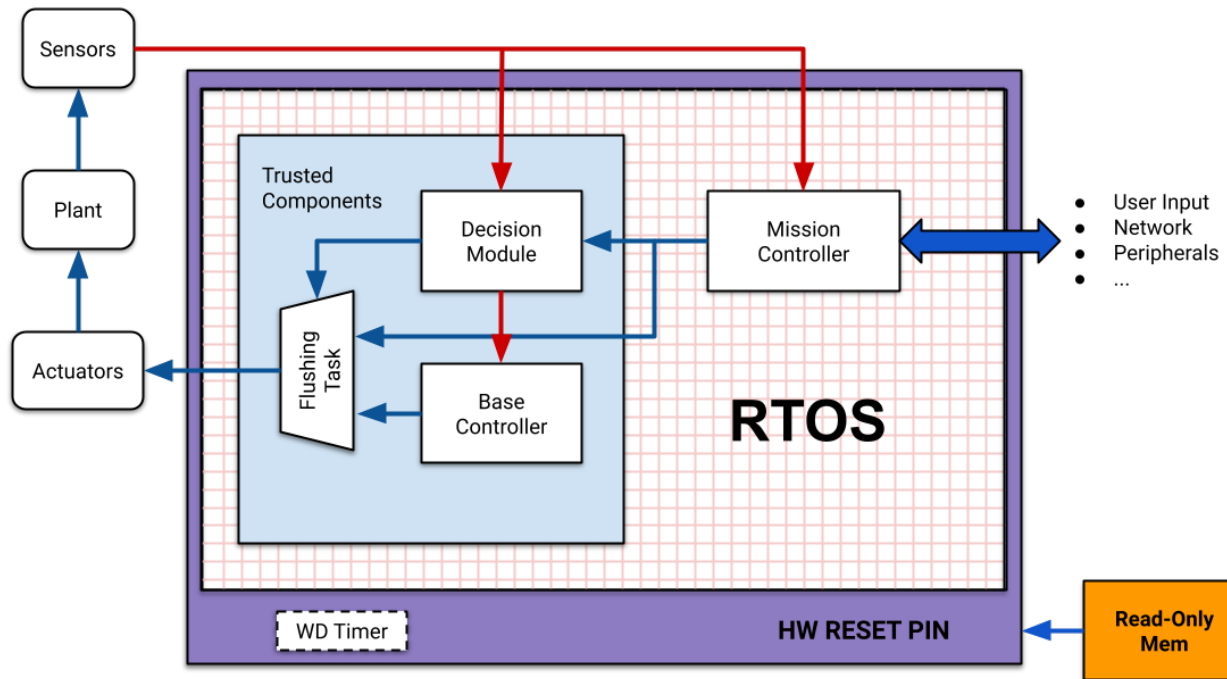 Sensors
Plant
Actuators
Trusted
Components
Decision
Module
Mission
Controller
● User Input
● Network
● Peripherals
● ...
Flushing
Task
Base
Controller
RTOS
WD Timer
HW RESET PIN
Read-Only
Mem